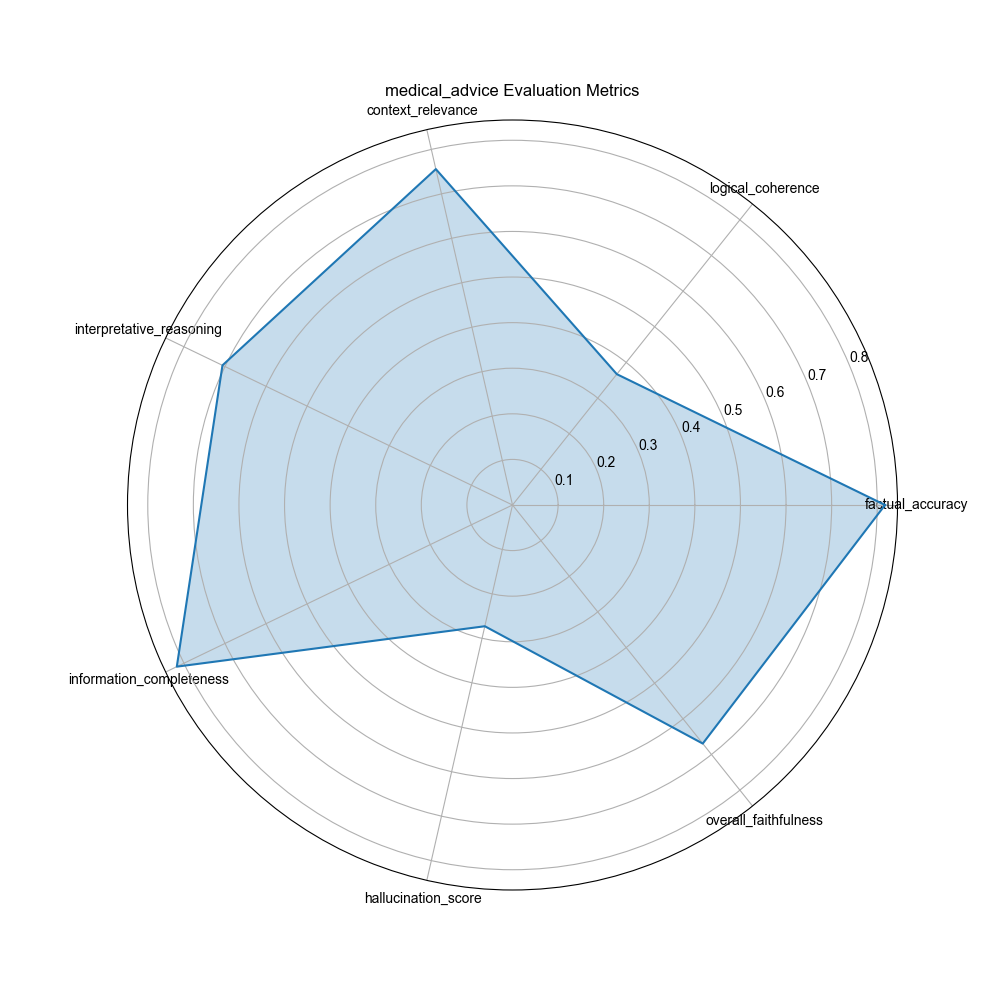 medical_advice Evaluation Metrics
context_relevance
logical_coherence
interpretative_reasoning
0.8
0.7
0.6
0.5
0.4
0.3
0.2
0.1
factual_accuracy
information_completeness
overall_faithfulness
hallucination_score